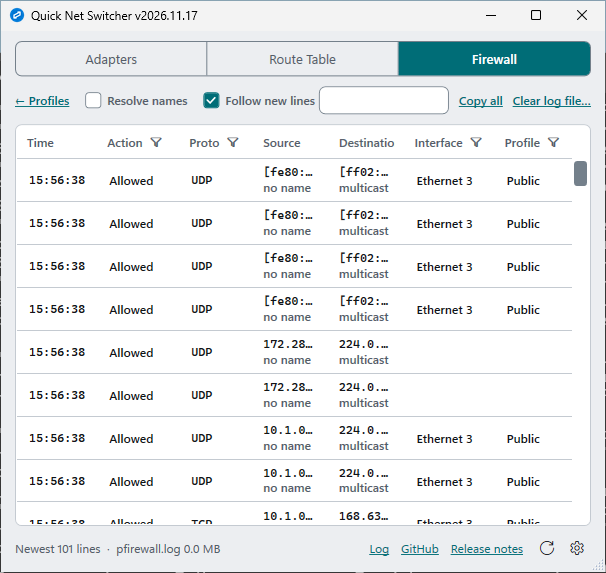 Quick Net Switcher v2026.11.17
Adapters Route Table Firewall
← Profiles Resolve names Follow new lines Copy all Clear log file...
Time Action Proto Source Destinatio Interface Profile
15:56:38 Allowed UDP [fe80:… [ff02:… Ethernet 3 Public
no name multicast
15:56:38 Allowed UDP [fe80:… [ff02:… Ethernet 3 Public
no name multicast
15:56:38 Allowed UDP [fe80:… [ff02:… Ethernet 3 Public
no name multicast
15:56:38 Allowed UDP [fe80:… [ff02:… Ethernet 3 Public
no name multicast
15:56:38 Allowed UDP 172.28… 224.0.…
no name multicast
15:56:38 Allowed UDP 172.28… 224.0.…
no name multicast
15:56:38 Allowed UDP 10.1.0… 224.0.… Ethernet 3 Public
no name multicast
15:56:38 Allowed UDP 10.1.0… 224.0.… Ethernet 3 Public
no name multicast
15:56:38 Allowed TCP 10.1.0… 168.63… Ethernet 3 Public
Newest 101 lines · pfirewall.log 0.0 MB Log GitHub Release notes